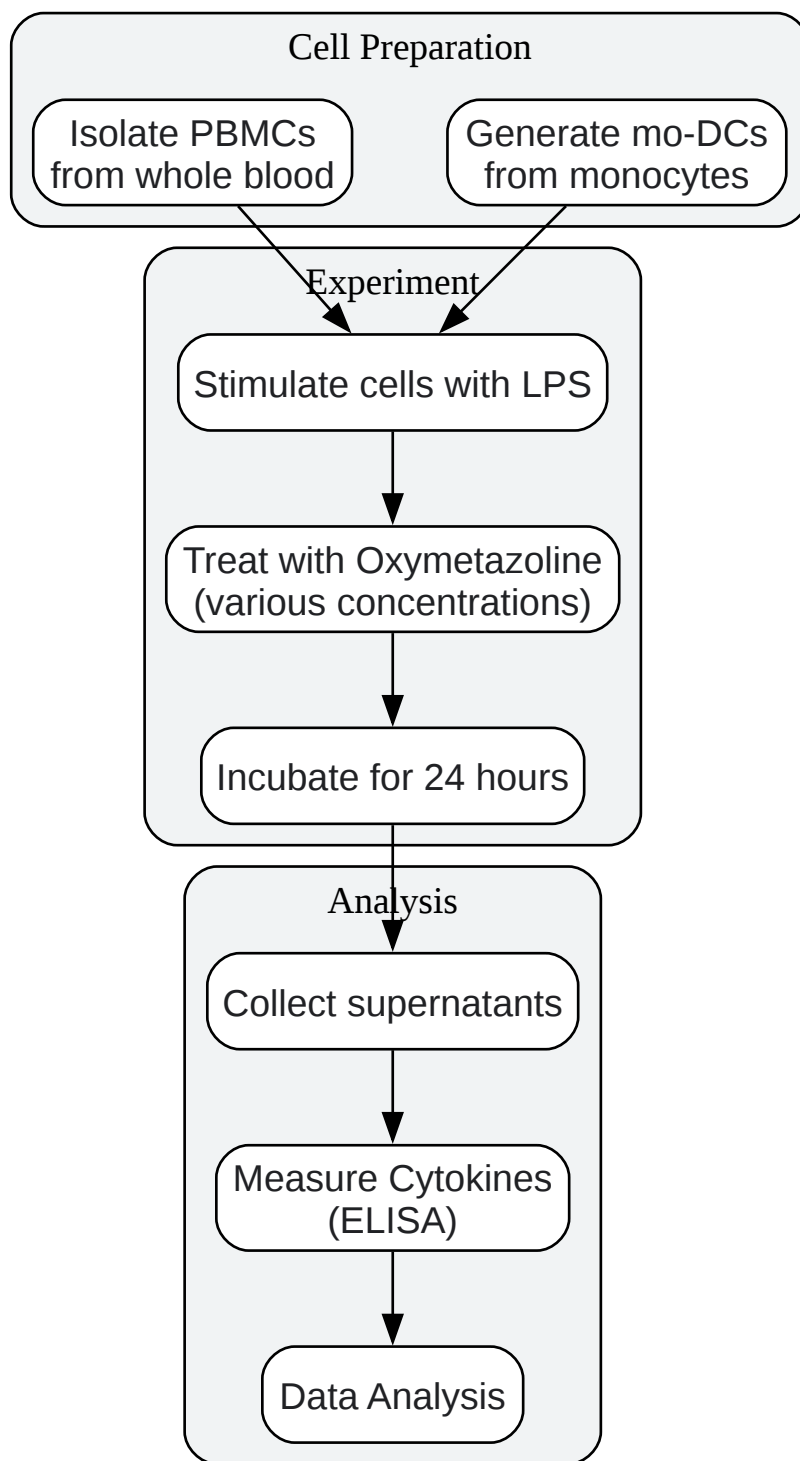 Cell Preparation
Isolate PBMCs
from whole blood
Generate mo-DCs
from monocytes
Experiment
Stimulate cells with LPS
Treat with Oxymetazoline
(various concentrations)
Incubate for 24 hours
Analysis
Collect supernatants
Measure Cytokines
(ELISA)
Data Analysis